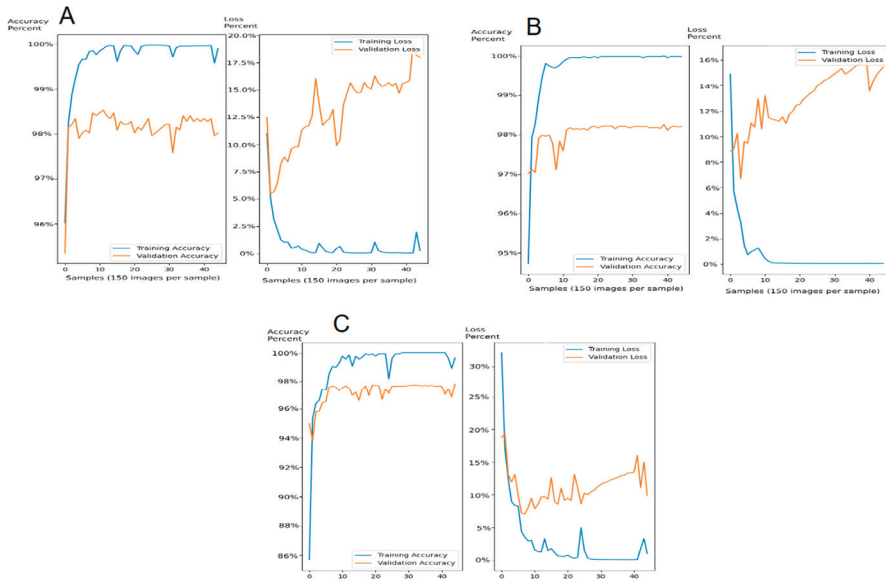 A
Accuracy
Percent
Loss
Percent
100%
99%
98%
97%
96%
Training Accuracy
Validation Accuracy
0 10 20 30 40
Samples (150 images per sample)
20.0%
17.5%
15.0%
12.5%
10.0%
7.5%
5.0%
2.5%
0%
Training Loss
Validation Loss
0 10 20 30 40
Samples (150 images per sample)
B
Accuracy
Percent
Loss
Percent
100%
99%
98%
97%
96%
95%
Training Accuracy
Validation Accuracy
0 10 20 30 40
Samples (150 images per sample)
16%
14%
12%
10%
8%
6%
4%
2%
0%
Training Loss
Validation Loss
0 10 20 30 40
Samples (150 images per sample)
C
Accuracy
Percent
Loss
Percent
100%
98%
96%
94%
92%
90%
88%
86%
Training Accuracy
Validation Accuracy
0 10 20 30 40
30%
25%
20%
15%
10%
5%
0%
Training Loss
Validation Loss
0 10 20 30 40